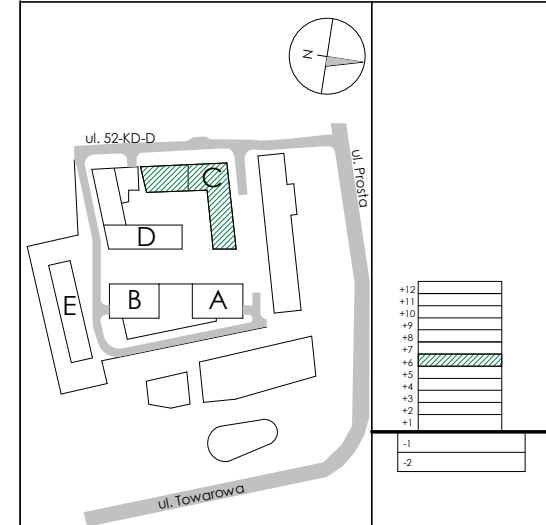 N
ul. 52-KD-D
ul. Prosta
C
D
E
B
A
ul. Towarowa
+12
+11
+10
+9
+8
+7
+6
+5
+4
+3
+2
+1
-1
-2